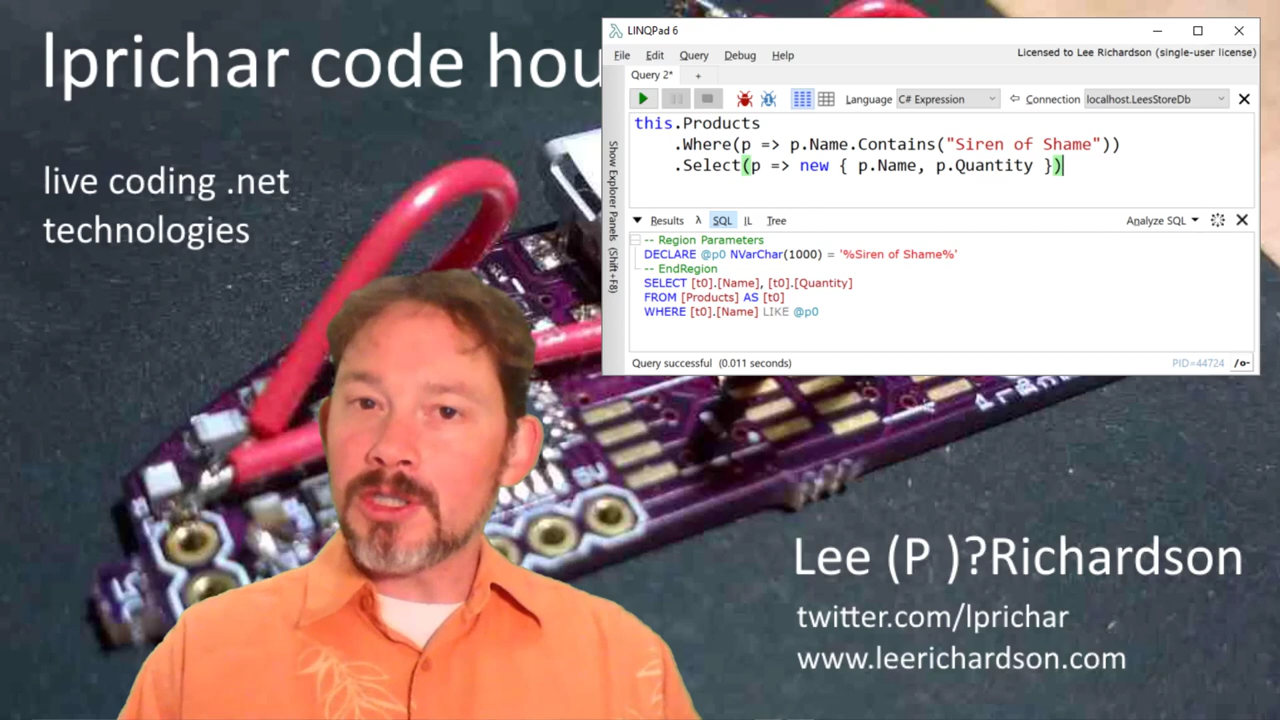 lprichar code hou
live coding .net
technologies
LINQPad 6
File Edit Query Debug Help
Licensed to Lee Richardson (single-user license)
Query 2* +
Language C# Expression Connection localhost.LeesStoreDb
Show Explorer Panels (Shift+F8)
this.Products
.Where(p => p.Name.Contains("Siren of Shame"))
.Select(p => new { p.Name, p.Quantity })
Results λ SQL IL Tree Analyze SQL
-- Region Parameters
DECLARE @p0 NVarChar(1000) = '%Siren of Shame%'
-- EndRegion
SELECT [t0].[Name], [t0].[Quantity]
FROM [Products] AS [t0]
WHERE [t0].[Name] LIKE @p0
Query successful (0.011 seconds)
PID=44724 /o-
5V
Lee (P )?Richardson
twitter.com/lprichar
www.leerichardson.com